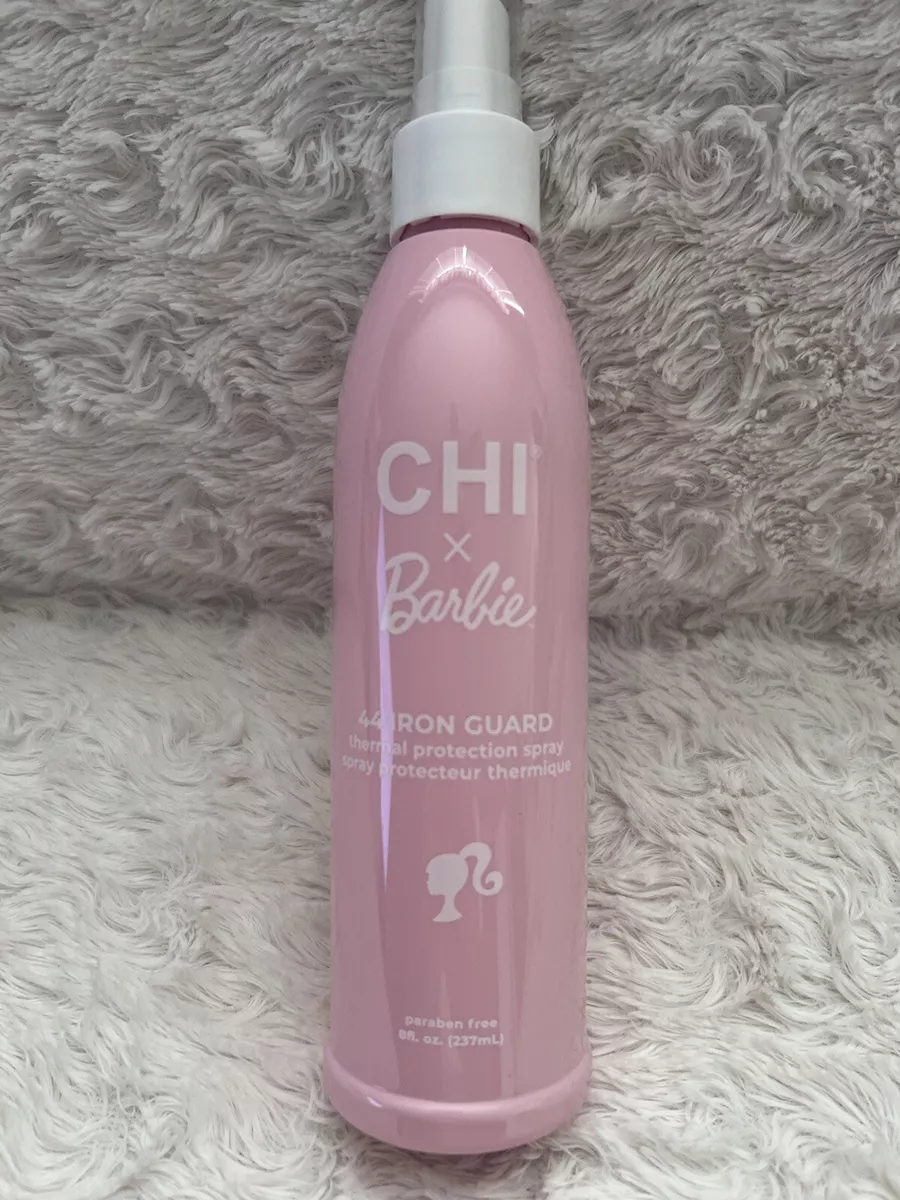 CHI®
×
Barbie
44 IRON GUARD
thermal protection spray
spray protecteur thermique
paraben free
8fl. oz. (237mL)